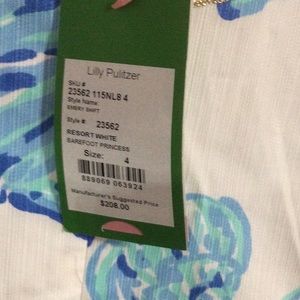 Lilly Pulitzer
SKU #
23562 115NL8 4
Style Name
EMERY SHIFT
Style #: 23562
RESORT WHITE
BAREFOOT PRINCESS
Size: 4
889069 063924
Manufacturer's Suggested Price
$208.00